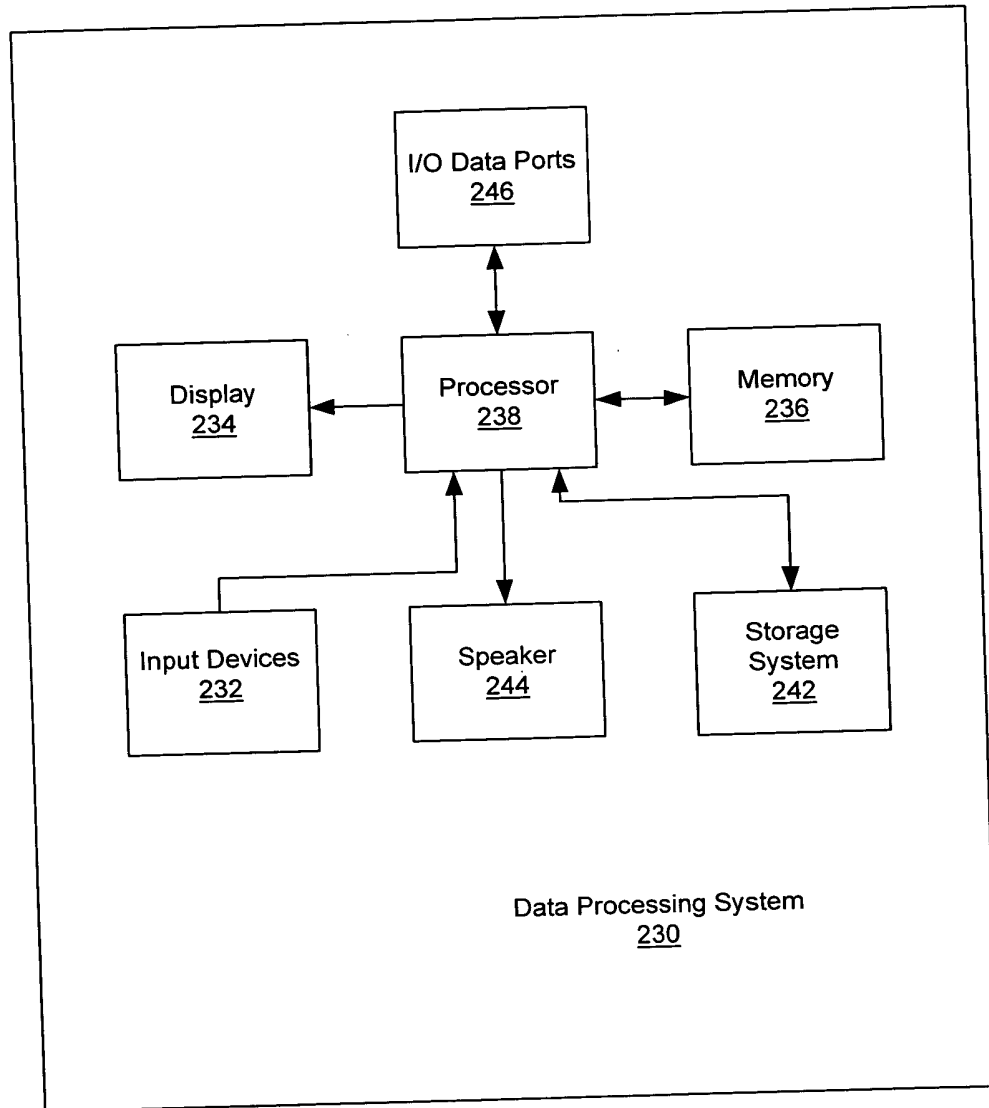 I/O Data Ports
246
Display
234
Processor
238
Memory
236
Input Devices
232
Speaker
244
Storage
System
242
Data Processing System
230